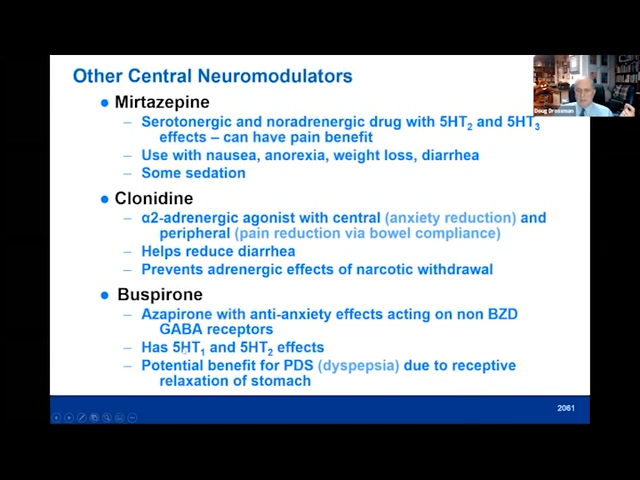 Other Central Neuromodulators
Doug Drossman
● Mirtazepine
– Serotonergic and noradrenergic drug with 5HT₂ and 5HT₃
effects – can have pain benefit
– Use with nausea, anorexia, weight loss, diarrhea
– Some sedation
● Clonidine
– α2-adrenergic agonist with central (anxiety reduction) and
peripheral (pain reduction via bowel compliance)
– Helps reduce diarrhea
– Prevents adrenergic effects of narcotic withdrawal
● Buspirone
– Azapirone with anti-anxiety effects acting on non BZD
GABA receptors
– Has 5HT₁ and 5HT₂ effects
– Potential benefit for PDS (dyspepsia) due to receptive
relaxation of stomach
2061